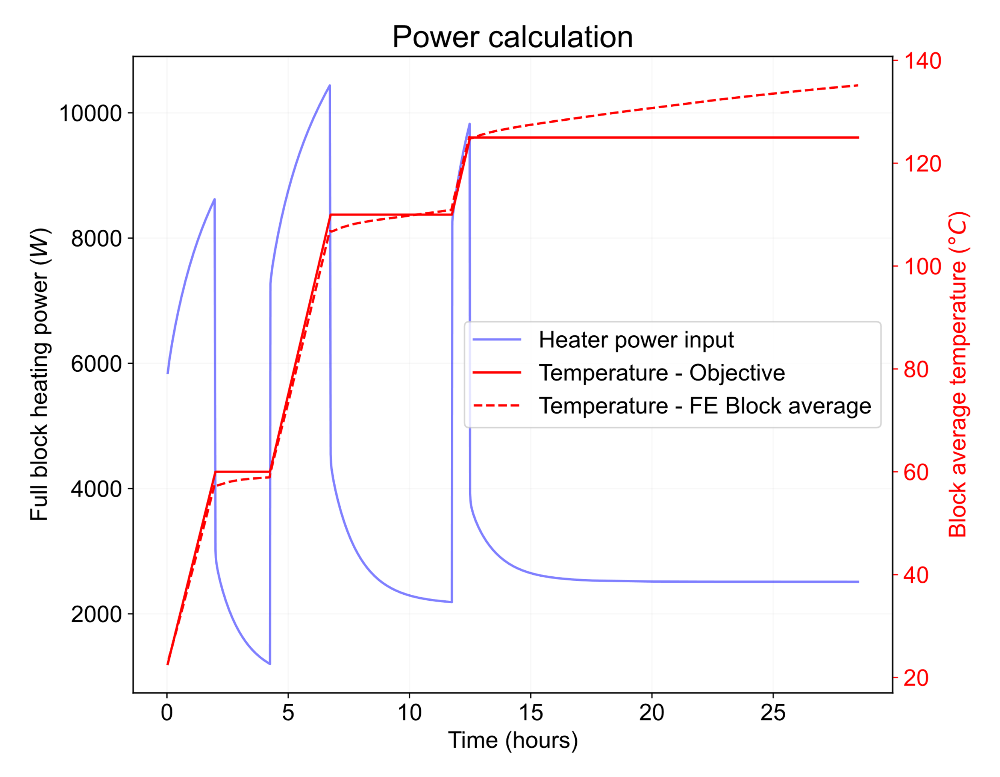 Power calculation
140
120
100
80
60
40
20
Block average temperature (°C)
10000
8000
6000
4000
2000
Full block heating power (W)
Heater power input
Temperature - Objective
Temperature - FE Block average
0 5 10 15 20 25
Time (hours)